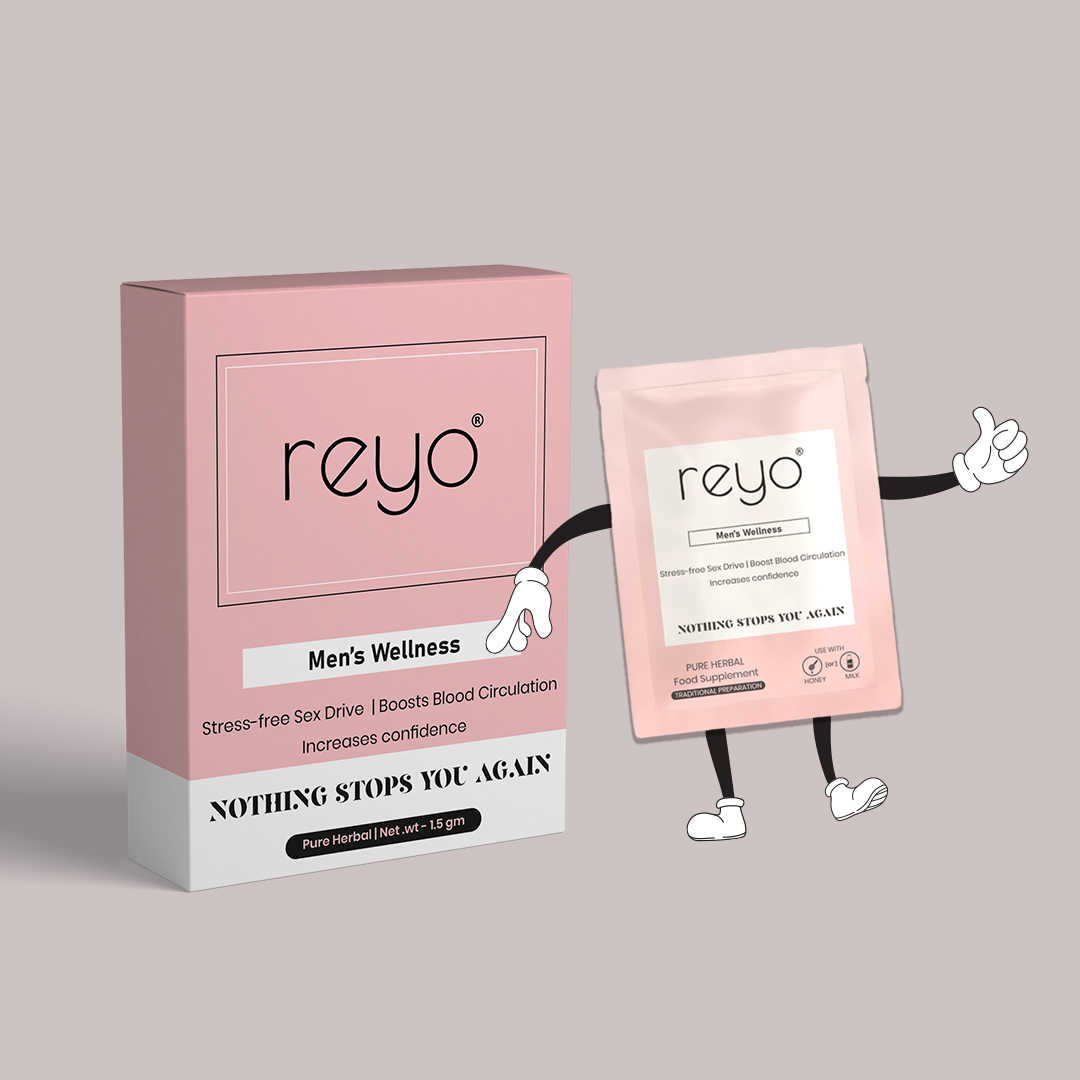 reyo®
Men's Wellness
Stress-free Sex Drive | Boosts Blood Circulation
Increases confidence
NOTHING STOPS YOU AGAIN
Pure Herbal | Net .wt - 1.5 gm
reyo®
Men's Wellness
Stress-free Sex Drive | Boost Blood Circulation
Increases confidence
NOTHING STOPS YOU AGAIN
PURE HERBAL
Food Supplement
TRADITIONAL PREPARATION
USE WITH
[or]
HONEY MILK